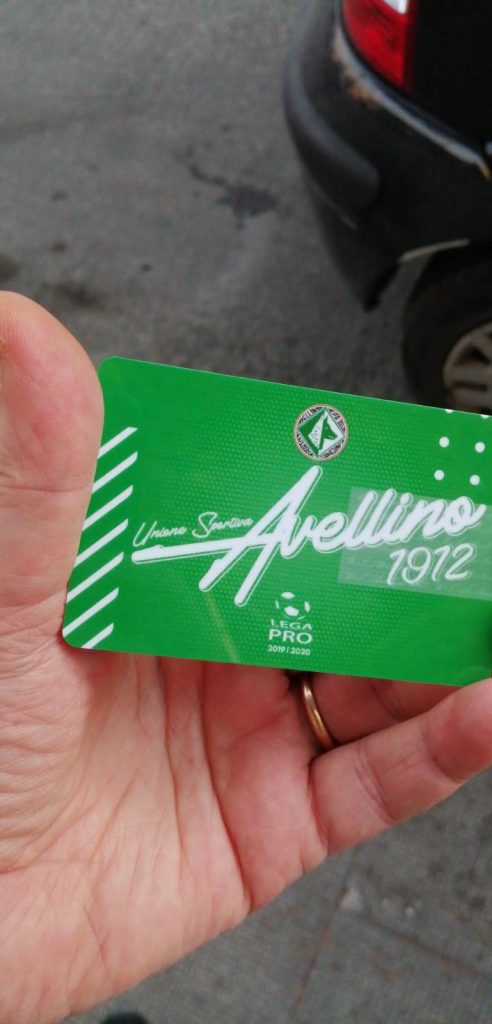 Unione Sportiva
Avellino
1912
LEGA
PRO
2019 | 2020